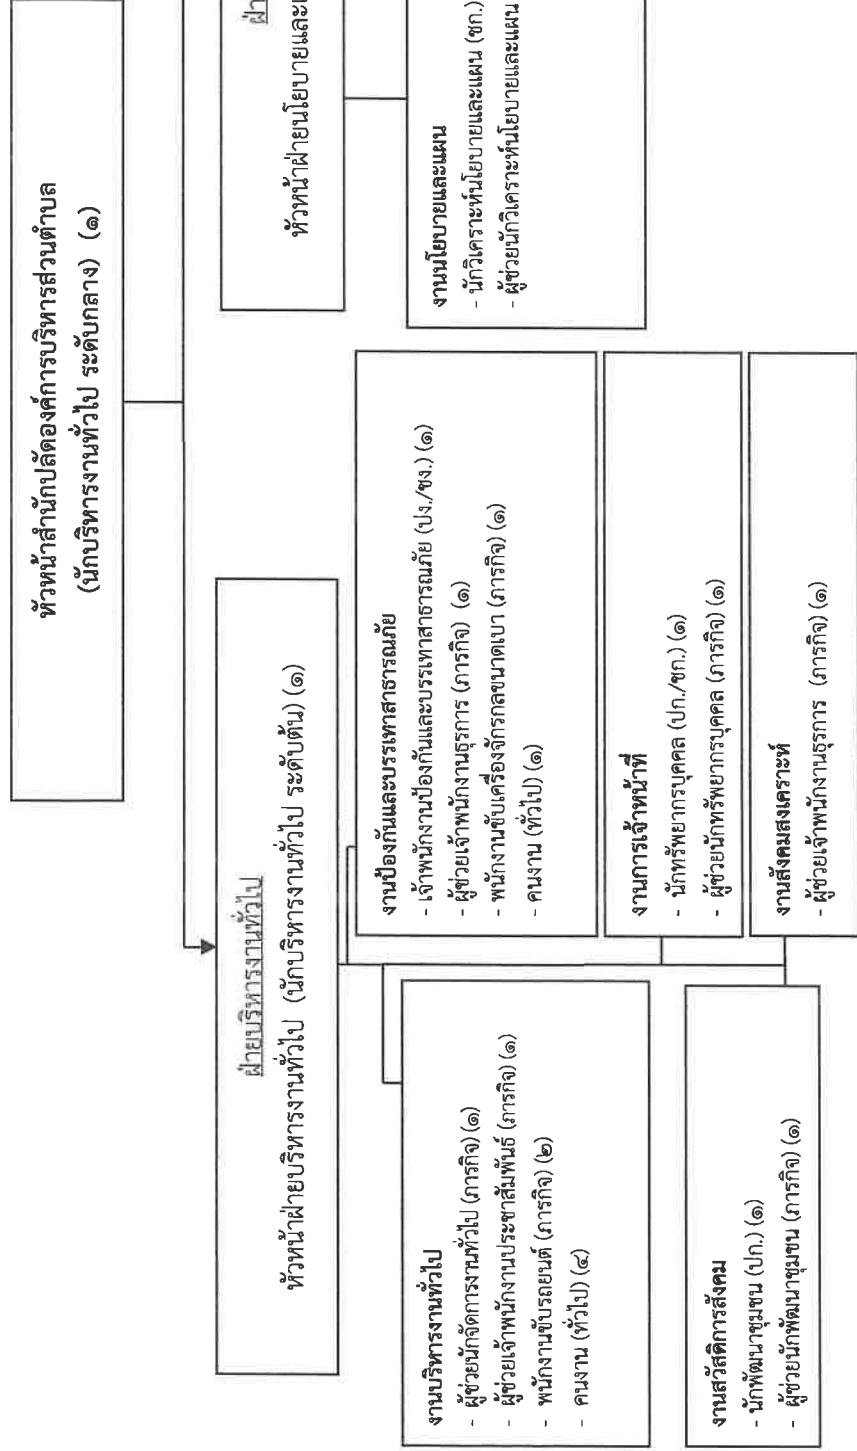 หัวหน้าสำนักปลัดองค์การบริหารส่วนตำบล
(นักบริหารงานทั่วไป ระดับกลาง) (๑)
ฝ่ายบริหารงานทั่วไป
หัวหน้าฝ่ายบริหารงานทั่วไป (นักบริหารงานทั่วไป ระดับต้น) (๑)
หัวหน้าฝ่ายนโยบายและ
งานบริหารงานทั่วไป
- ผู้ช่วยนักจัดการงานทั่วไป (ภารกิจ) (๑)
- ผู้ช่วยเจ้าพนักงานประชาสัมพันธ์ (ภารกิจ) (๑)
- พนักงานขับรถยนต์ (ภารกิจ) (๒)
- คนงาน (ทั่วไป) (๔)
งานสวัสดิการสังคม
- นักพัฒนาชุมชน (ปก.) (๑)
- ผู้ช่วยนักพัฒนาชุมชน (ภารกิจ) (๑)
งานป้องกันและบรรเทาสาธารณภัย
- เจ้าพนักงานป้องกันและบรรเทาสาธารณภัย (ปง./ชง.) (๑)
- ผู้ช่วยเจ้าพนักงานธุรการ (ภารกิจ) (๑)
- พนักงานขับเครื่องจักรกลขนาดเบา (ภารกิจ) (๑)
- คนงาน (ทั่วไป) (๑)
งานการเจ้าหน้าที่
- นักทรัพยากรบุคคล (ปก./ชก.) (๑)
- ผู้ช่วยนักทรัพยากรบุคคล (ภารกิจ) (๑)
งานสังคมสงเคราะห์
- ผู้ช่วยเจ้าพนักงานธุรการ (ภารกิจ) (๑)
งานนโยบายและแผน
- นักวิเคราะห์นโยบายและแผน (ชก.)
- ผู้ช่วยนักวิเคราะห์นโยบายและแผน